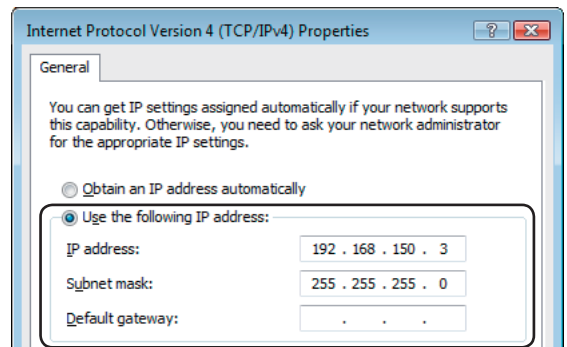 Internet Protocol Version 4 (TCP/IPv4) Properties
General
You can get IP settings assigned automatically if your network supports
this capability. Otherwise, you need to ask your network administrator
for the appropriate IP settings.
Obtain an IP address automatically
Use the following IP address:
IP address: 192 . 168 . 150 . 3
Subnet mask: 255 . 255 . 255 . 0
Default gateway: . . .